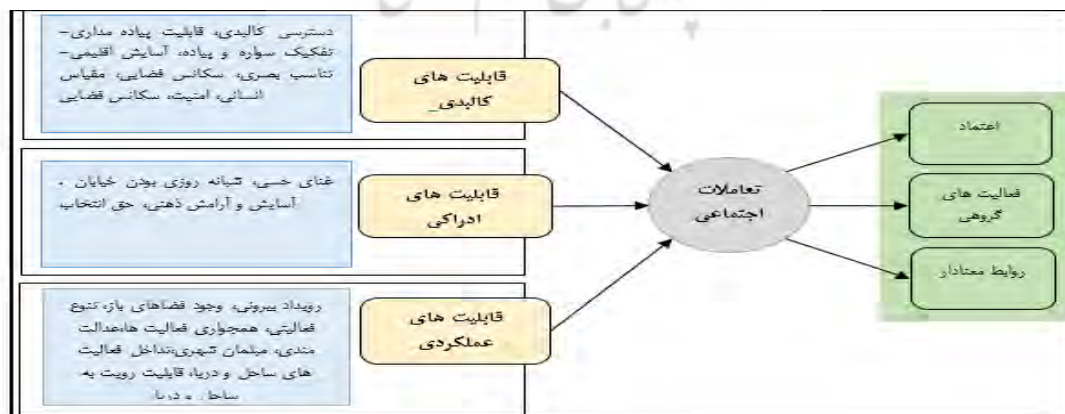 دسترسی کالبدی، قابلیت پیاده مداری-
تفکیک سواره و پیاده، آسایش اقلیمی-
تناسب بصری، سکانس فضایی، مقیاس
انسانی، امنیت، سکانس فضایی
قابلیت های
کالبدی_
غنای حسی، شبانه روزی بودن خیابان .
آسایش و آرامش ذهنی، حق انتخاب
قابلیت های
ادراکی
رویداد بیرونی، وجود فضاهای باز، تنوع
فعالیتی، همجواری فعالیت ها،عدالت
مندی، مبلمان شهری،تداخل فعالیت
های ساحل و دریا، قابلیت رویت به
ساحل و دریا
قابلیت های
عملکردی
تعاملات
اجتماعی
اعتماد
فعالیت های
گروهی
روابط معنادار